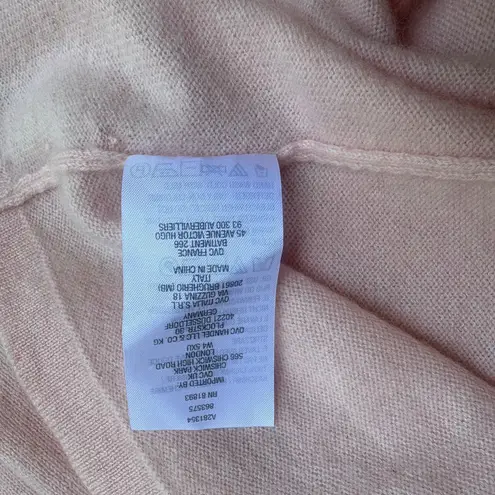 A281354
863575
RN 81893
IMPORTED BY:
QVC UK
CHISWICK PARK
566 CHISWICK HIGH ROAD
LONDON
W4 5XU
QVC HANDEL LLC & CO KG
PLOCKSTR 30
40221 DUSSELDORF
GERMANY
QVC ITALIA S.R.L
VIA GUZZINA 18
20861 BRUGHERIO (MB)
ITALY
MADE IN CHINA
QVC FRANCE
BATIMENT 266
45 AVENUE VICTOR HUGO
93 300 AUBERVILLIERS